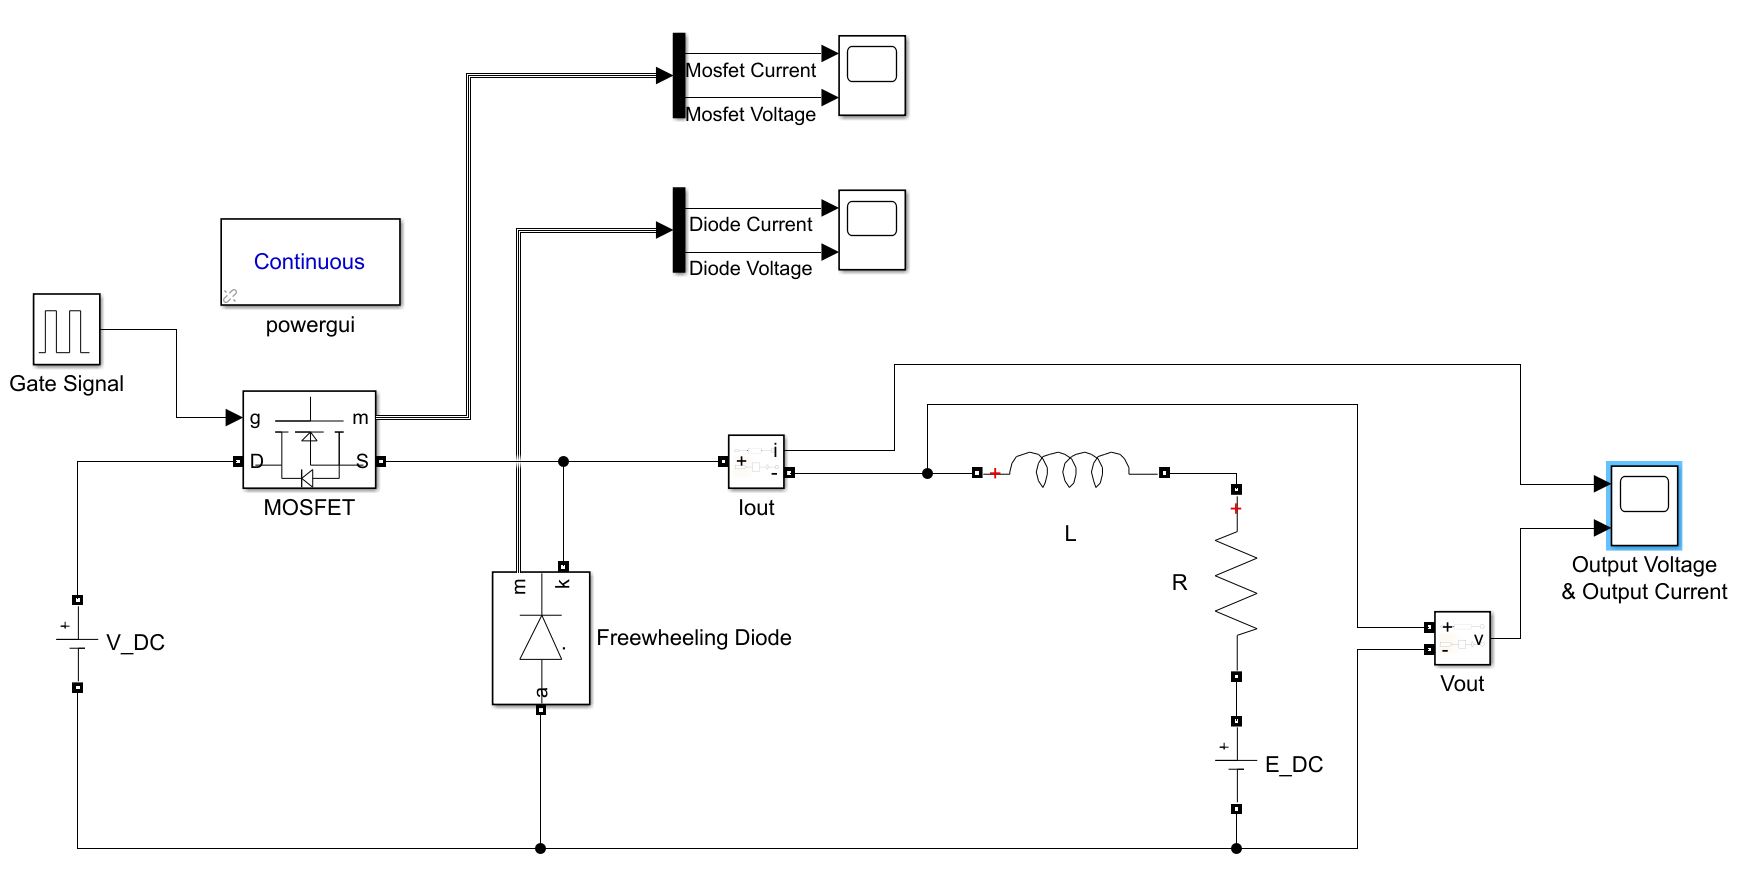 Mosfet Current
Mosfet Voltage
Diode Current
Diode Voltage
Continuous
powergui
Gate Signal
g
m
D
S
MOSFET
i
+
-
Iout
L
+
+
R
m
k
a
Freewheeling Diode
+
V_DC
+
E_DC
+
-
v
Vout
Output Voltage
& Output Current